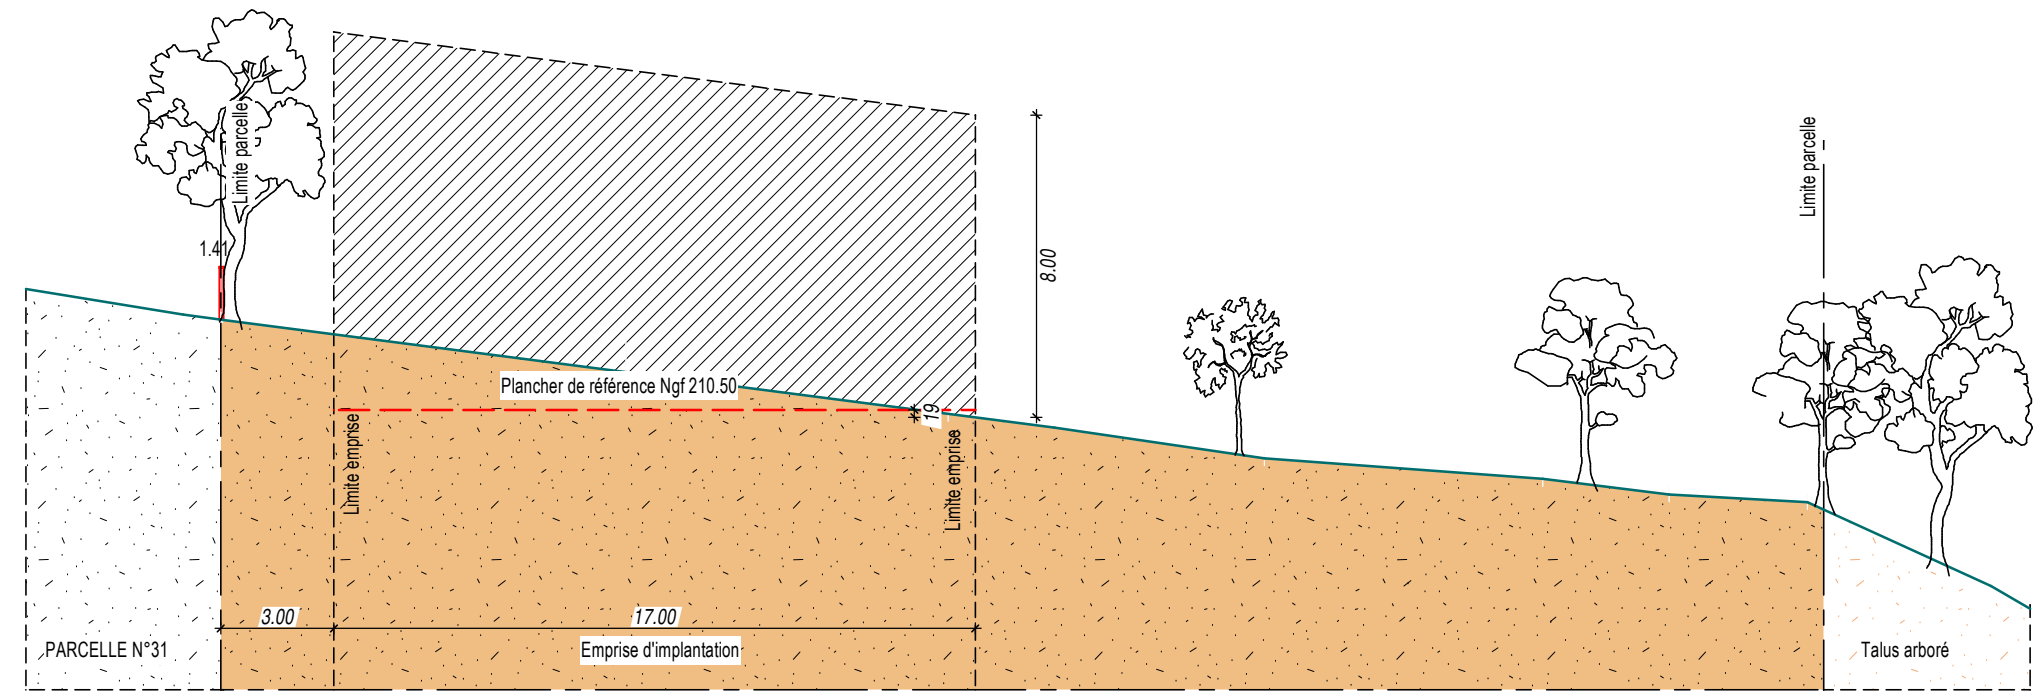 Limite parcelle
Limite parcelle
1.41
8.00
Plancher de référence Ngf 210.50
19
Limite emprise
Limite emprise
3.00
17.00
PARCELLE N°31
Emprise d'implantation
Talus arboré